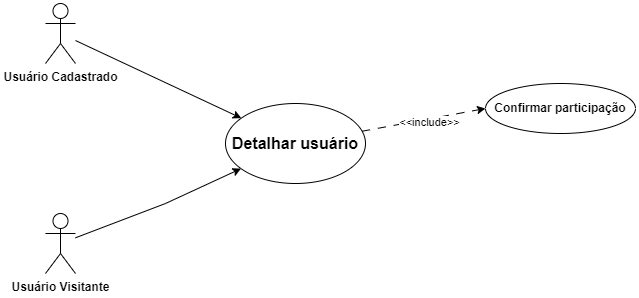 Usuário Cadastrado
Detalhar usuário
<<include>>
Confirmar participação
Usuário Visitante